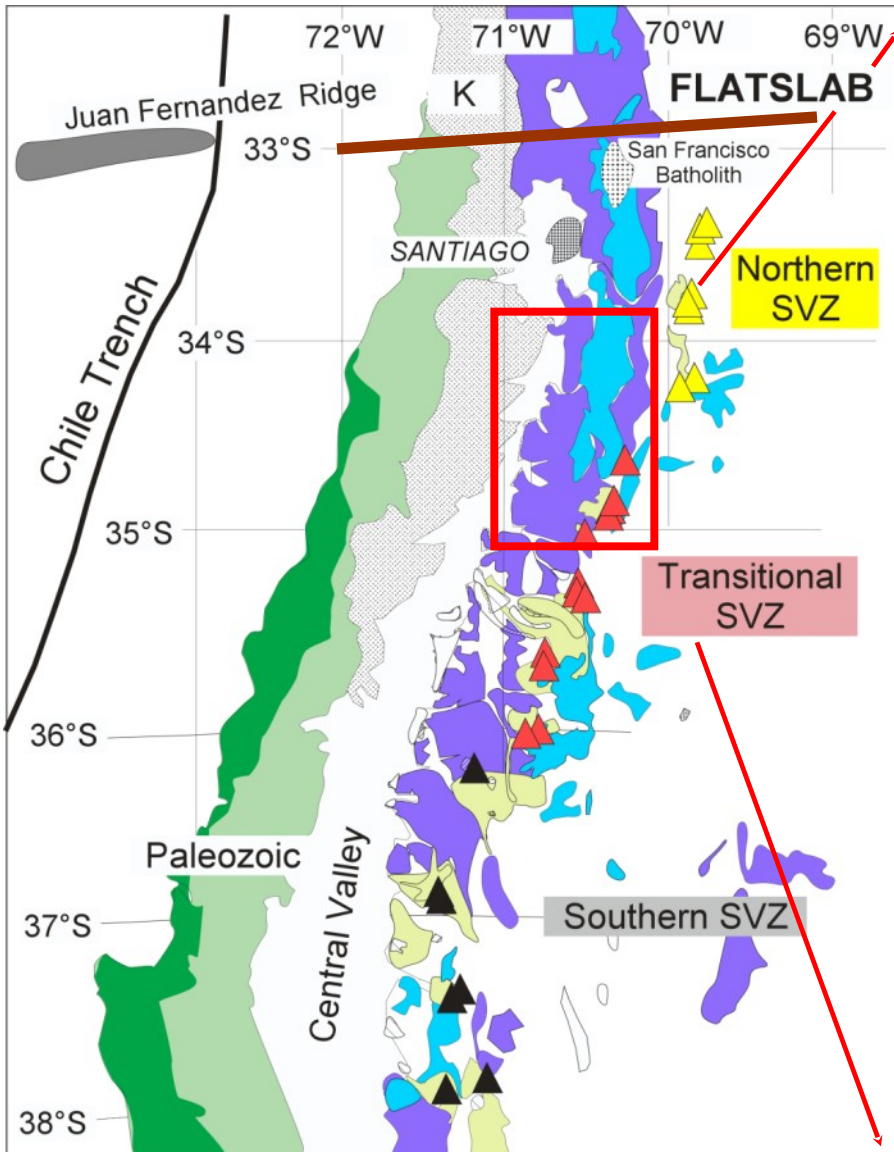 72°W
71°W
70°W
69°W
Juan Fernandez Ridge
K
FLATSLAB
33°S
San Francisco
Batholith
SANTIAGO
Northern
SVZ
34°S
Chile Trench
35°S
Transitional
SVZ
36°S
Paleozoic
Central Valley
Southern SVZ
37°S
38°S